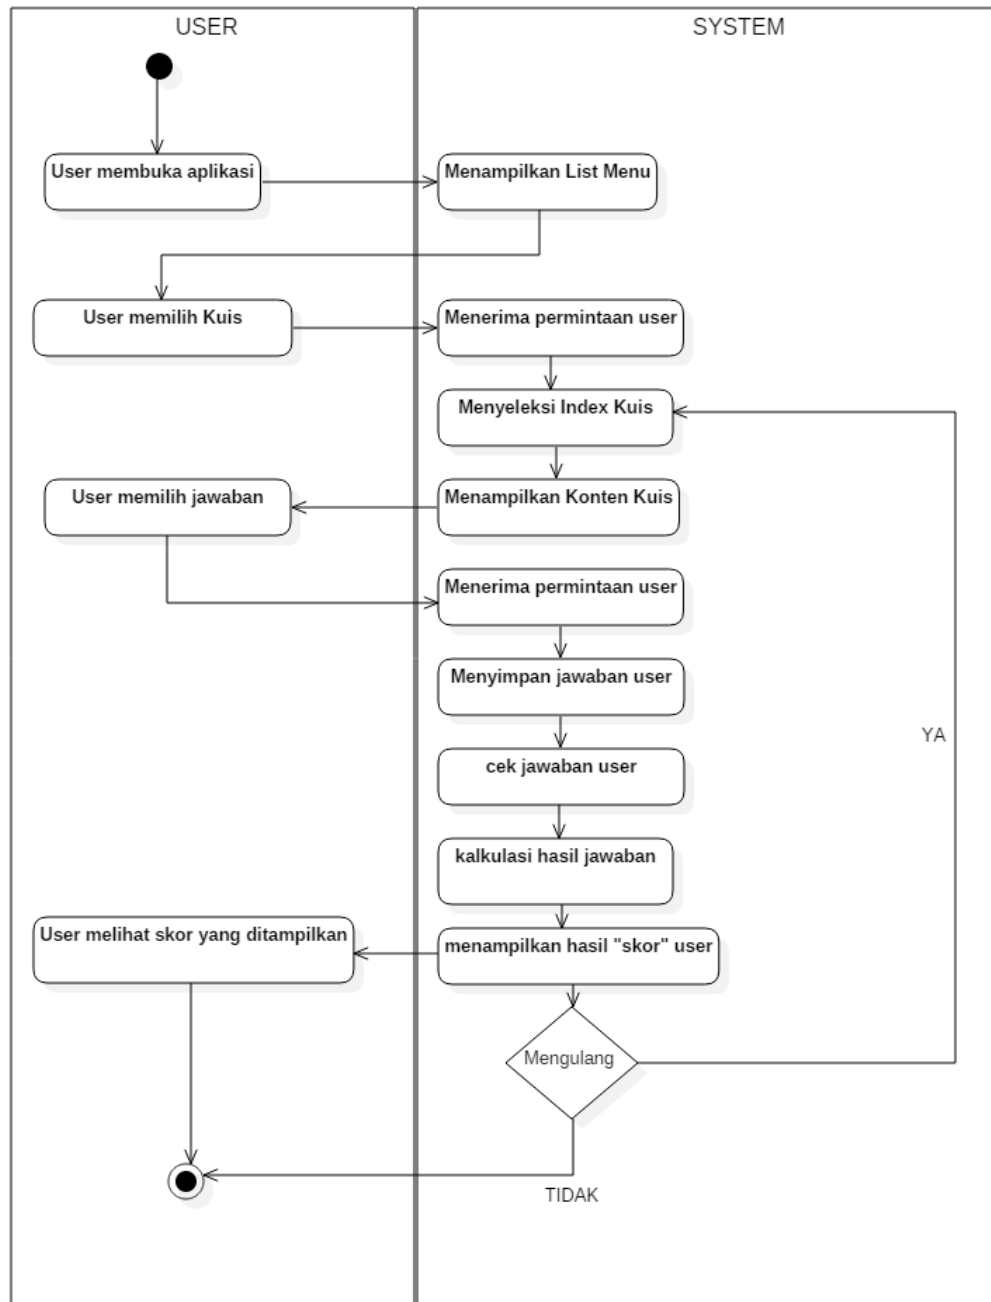 USER
SYSTEM
User membuka aplikasi
Menampilkan List Menu
User memilih Kuis
Menerima permintaan user
Menyeleksi Index Kuis
User memilih jawaban
Menampilkan Konten Kuis
Menerima permintaan user
Menyimpan jawaban user
YA
cek jawaban user
kalkulasi hasil jawaban
User melihat skor yang ditampilkan
menampilkan hasil "skor" user
Mengulang
TIDAK